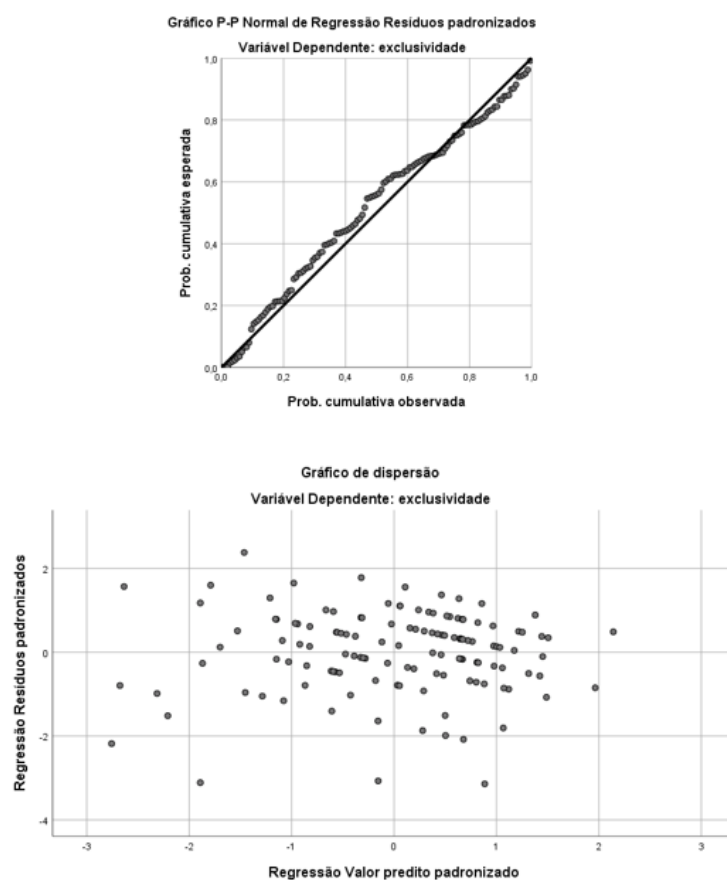 Gráfico P-P Normal de Regressão Resíduos padronizados
Variável Dependente: exclusividade
Prob. cumulativa esperada
1,0
0,8
0,6
0,4
0,2
0,0
0,0 0,2 0,4 0,6 0,8 1,0
Prob. cumulativa observada
Gráfico de dispersão
Variável Dependente: exclusividade
Regressão Resíduos padronizados
2
0
-2
-4
-3 -2 -1 0 1 2 3
Regressão Valor predito padronizado